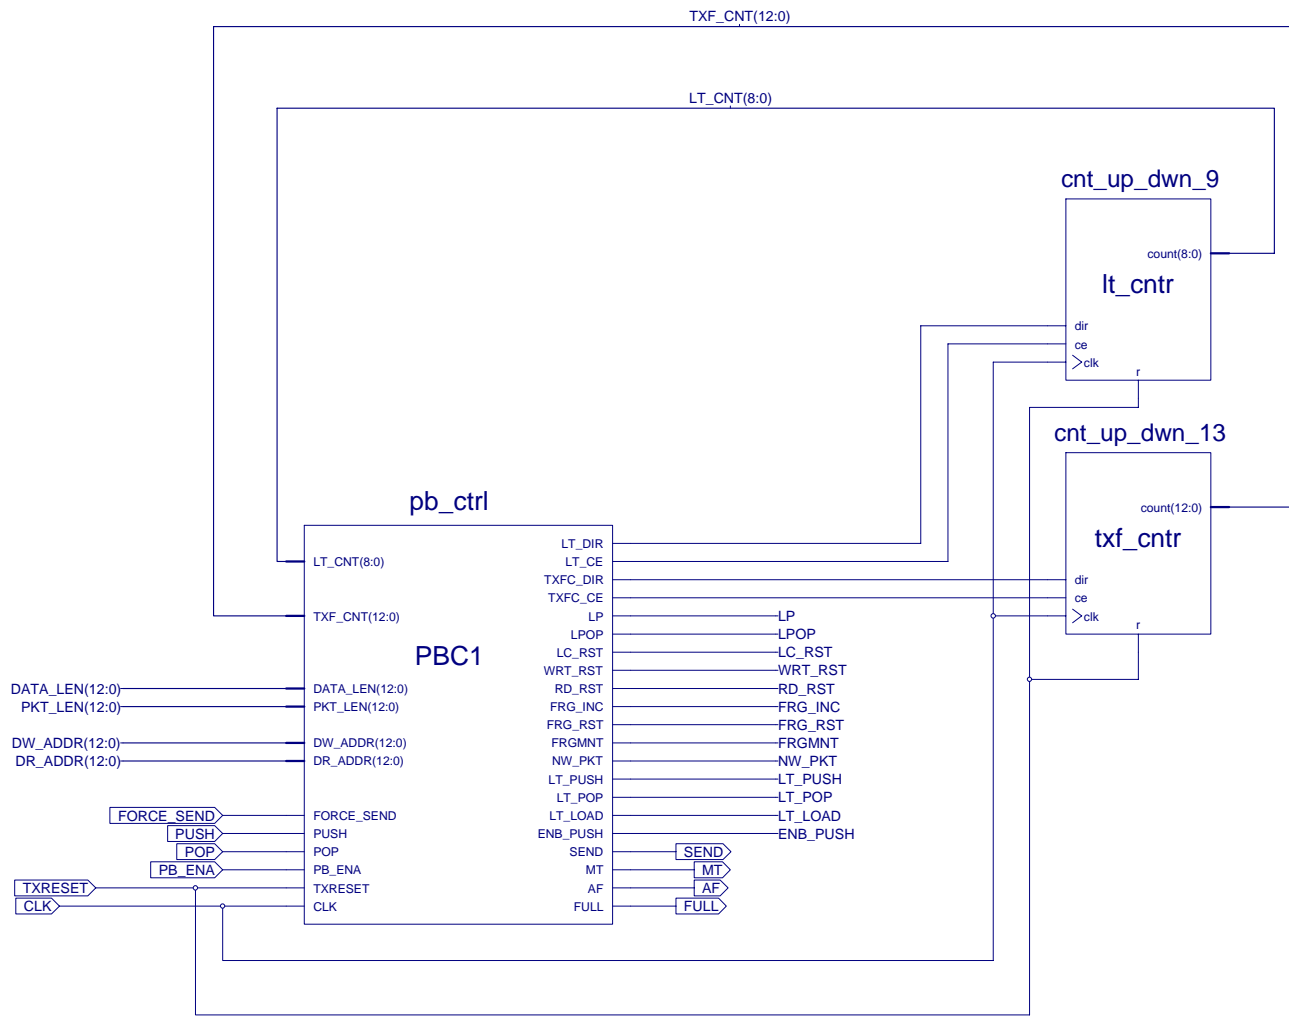 TXF_CNT(12:0)
LT_CNT(8:0)
cnt_up_dwn_9
count(8:0)
lt_cntr
dir
ce
clk
r
cnt_up_dwn_13
count(12:0)
txf_cntr
dir
ce
clk
r
pb_ctrl
PBC1
LT_CNT(8:0)
TXF_CNT(12:0)
DATA_LEN(12:0) DATA_LEN(12:0)
PKT_LEN(12:0) PKT_LEN(12:0)
DW_ADDR(12:0) DW_ADDR(12:0)
DR_ADDR(12:0) DR_ADDR(12:0)
FORCE_SEND FORCE_SEND
PUSH PUSH
POP POP
PB_ENA PB_ENA
TXRESET TXRESET
CLK CLK
LT_DIR
LT_CE
TXFC_DIR
TXFC_CE
LP LP
LPOP LPOP
LC_RST LC_RST
WRT_RST WRT_RST
RD_RST RD_RST
FRG_INC FRG_INC
FRG_RST FRG_RST
FRGMNT FRGMNT
NW_PKT NW_PKT
LT_PUSH LT_PUSH
LT_POP LT_POP
LT_LOAD LT_LOAD
ENB_PUSH ENB_PUSH
SEND SEND
MT MT
AF AF
FULL FULL